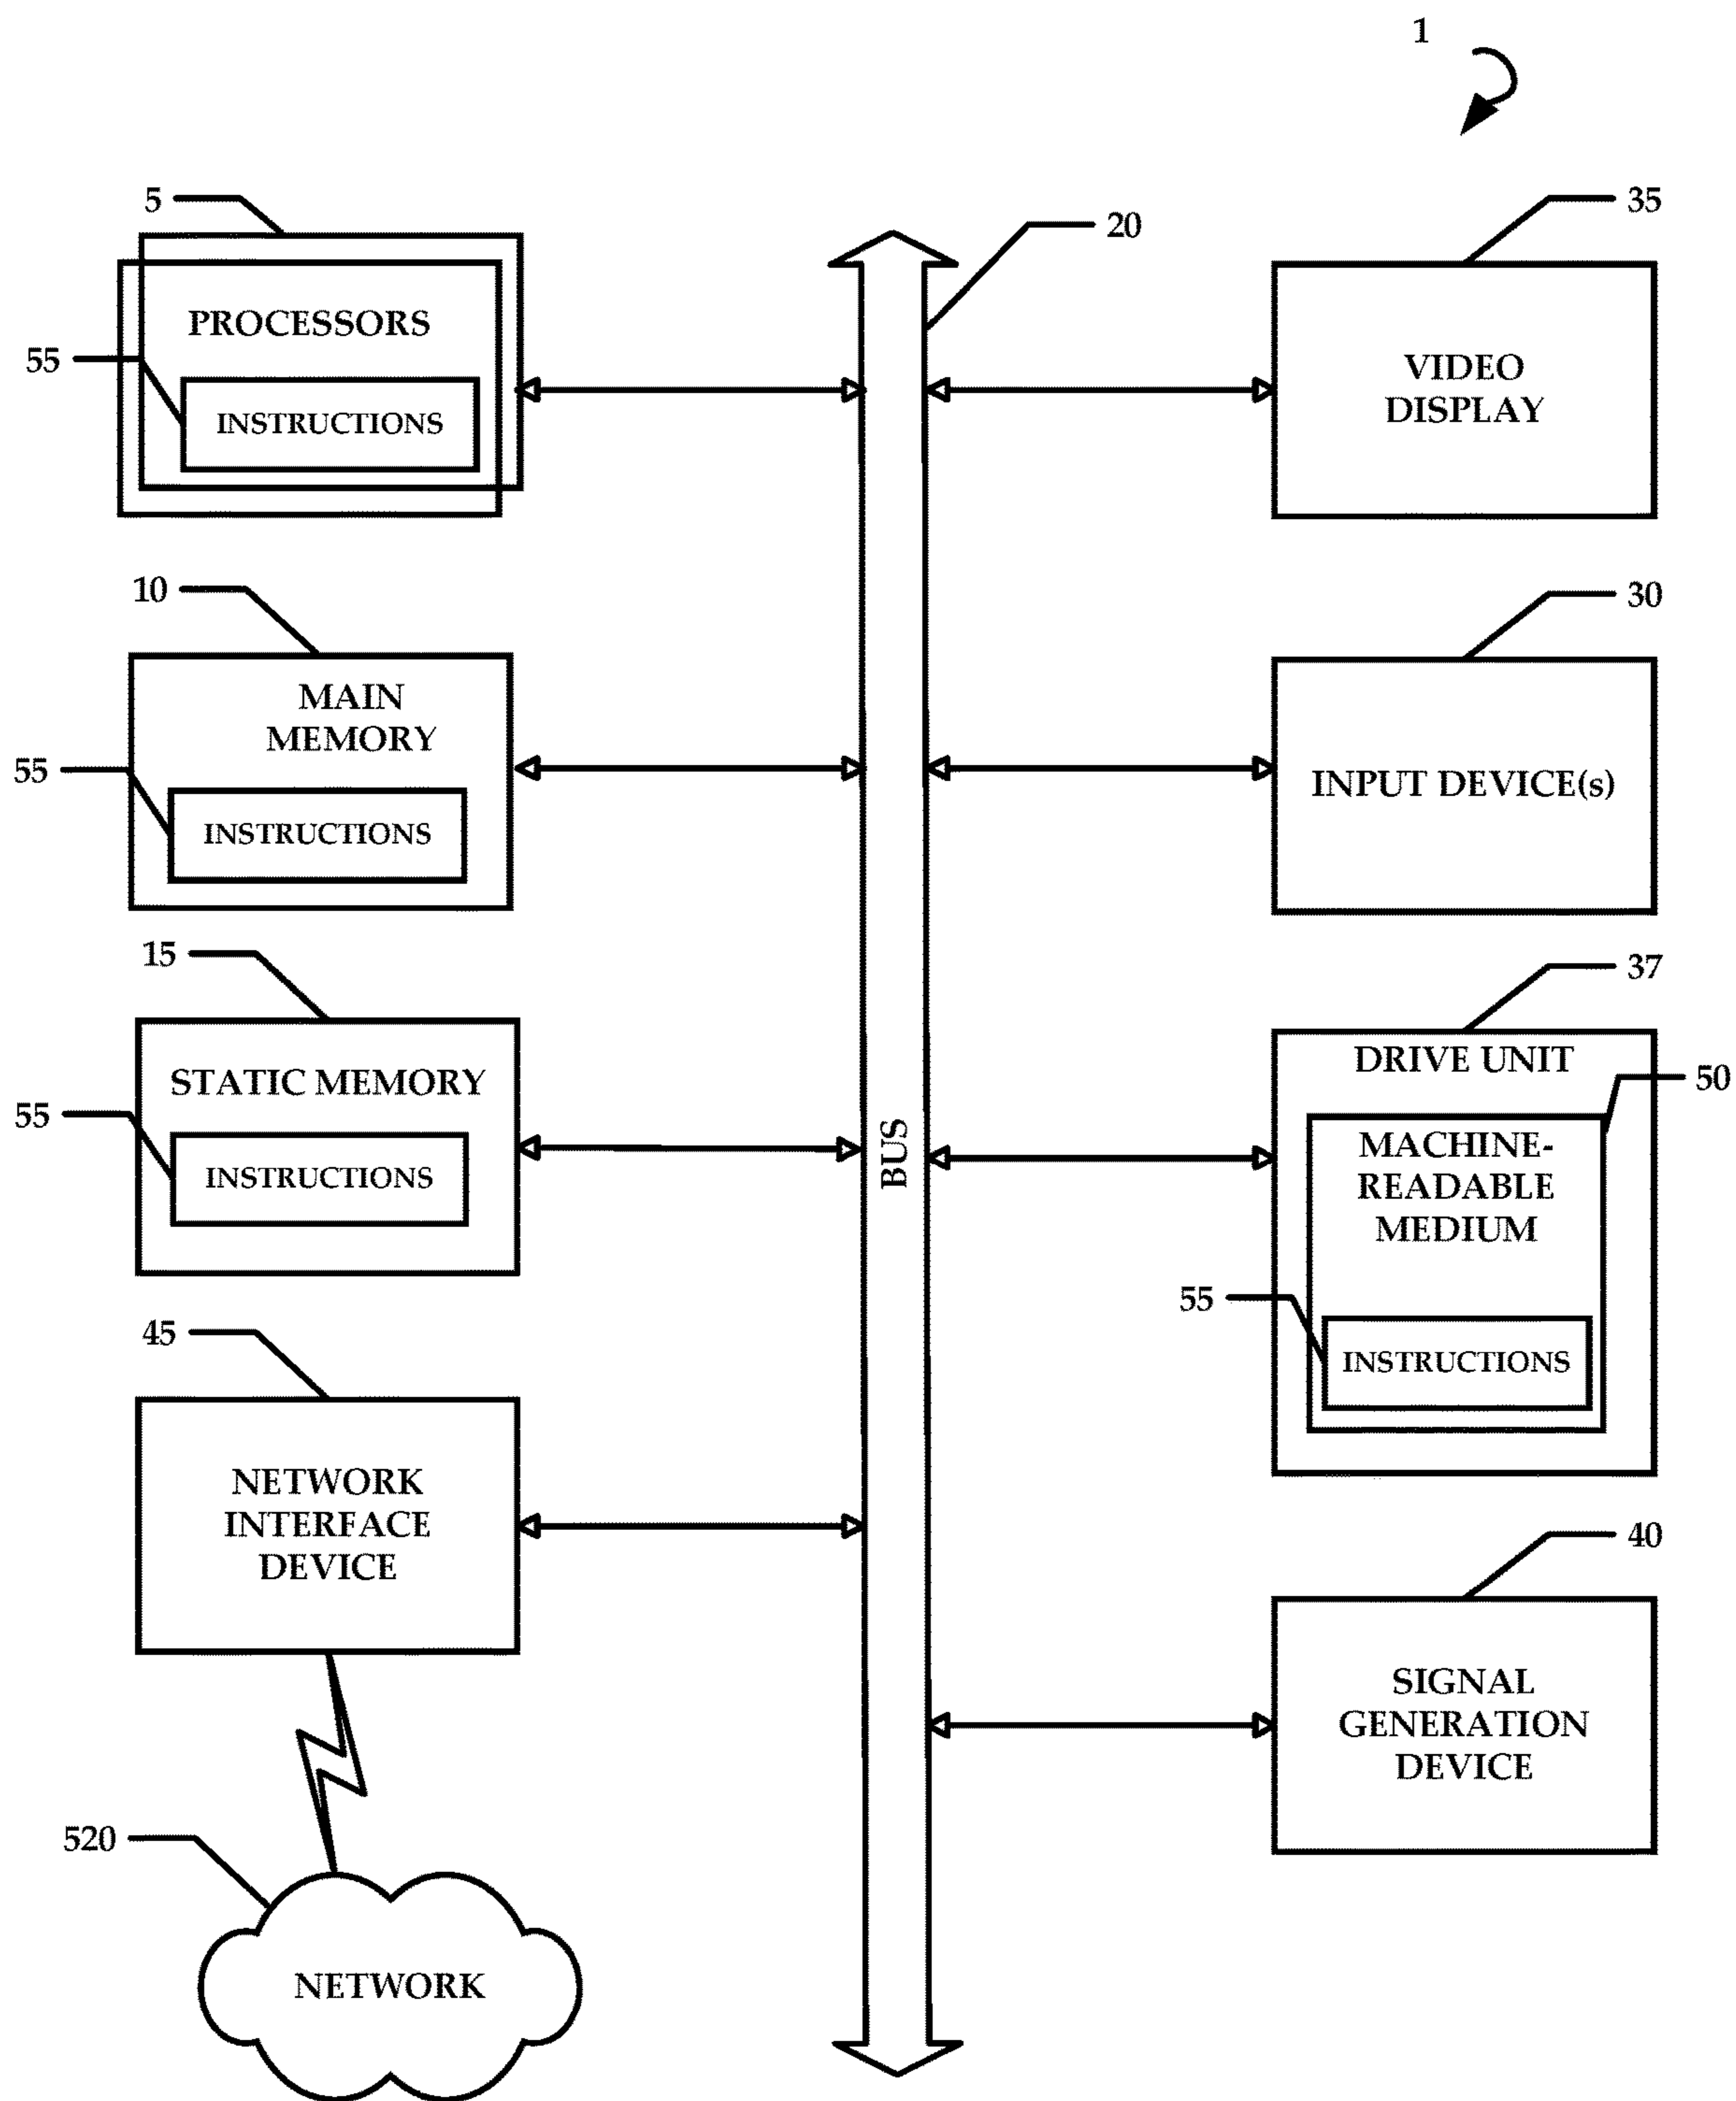 1
5
PROCESSORS
55
INSTRUCTIONS
10
MAIN
MEMORY
55
INSTRUCTIONS
15
STATIC MEMORY
55
INSTRUCTIONS
45
NETWORK
INTERFACE
DEVICE
520
NETWORK
20
BUS
35
VIDEO
DISPLAY
30
INPUT DEVICE(s)
37
DRIVE UNIT
50
MACHINE-
READABLE
MEDIUM
55
INSTRUCTIONS
40
SIGNAL
GENERATION
DEVICE